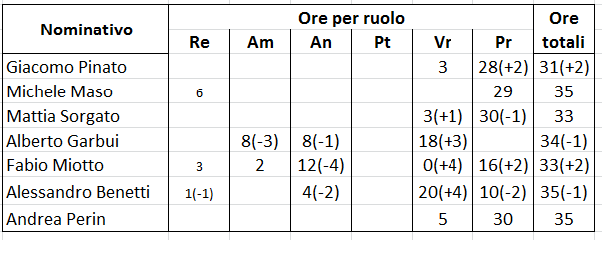 Nominativo Ore per ruolo Ore totali
Re Am An Pt Vr Pr
Giacomo Pinato 3 28(+2) 31(+2)
Michele Maso 6 29 35
Mattia Sorgato 3(+1) 30(-1) 33
Alberto Garbui 8(-3) 8(-1) 18(+3) 34(-1)
Fabio Miotto 3 2 12(-4) 0(+4) 16(+2) 33(+2)
Alessandro Benetti 1(-1) 4(-2) 20(+4) 10(-2) 35(-1)
Andrea Perin 5 30 35